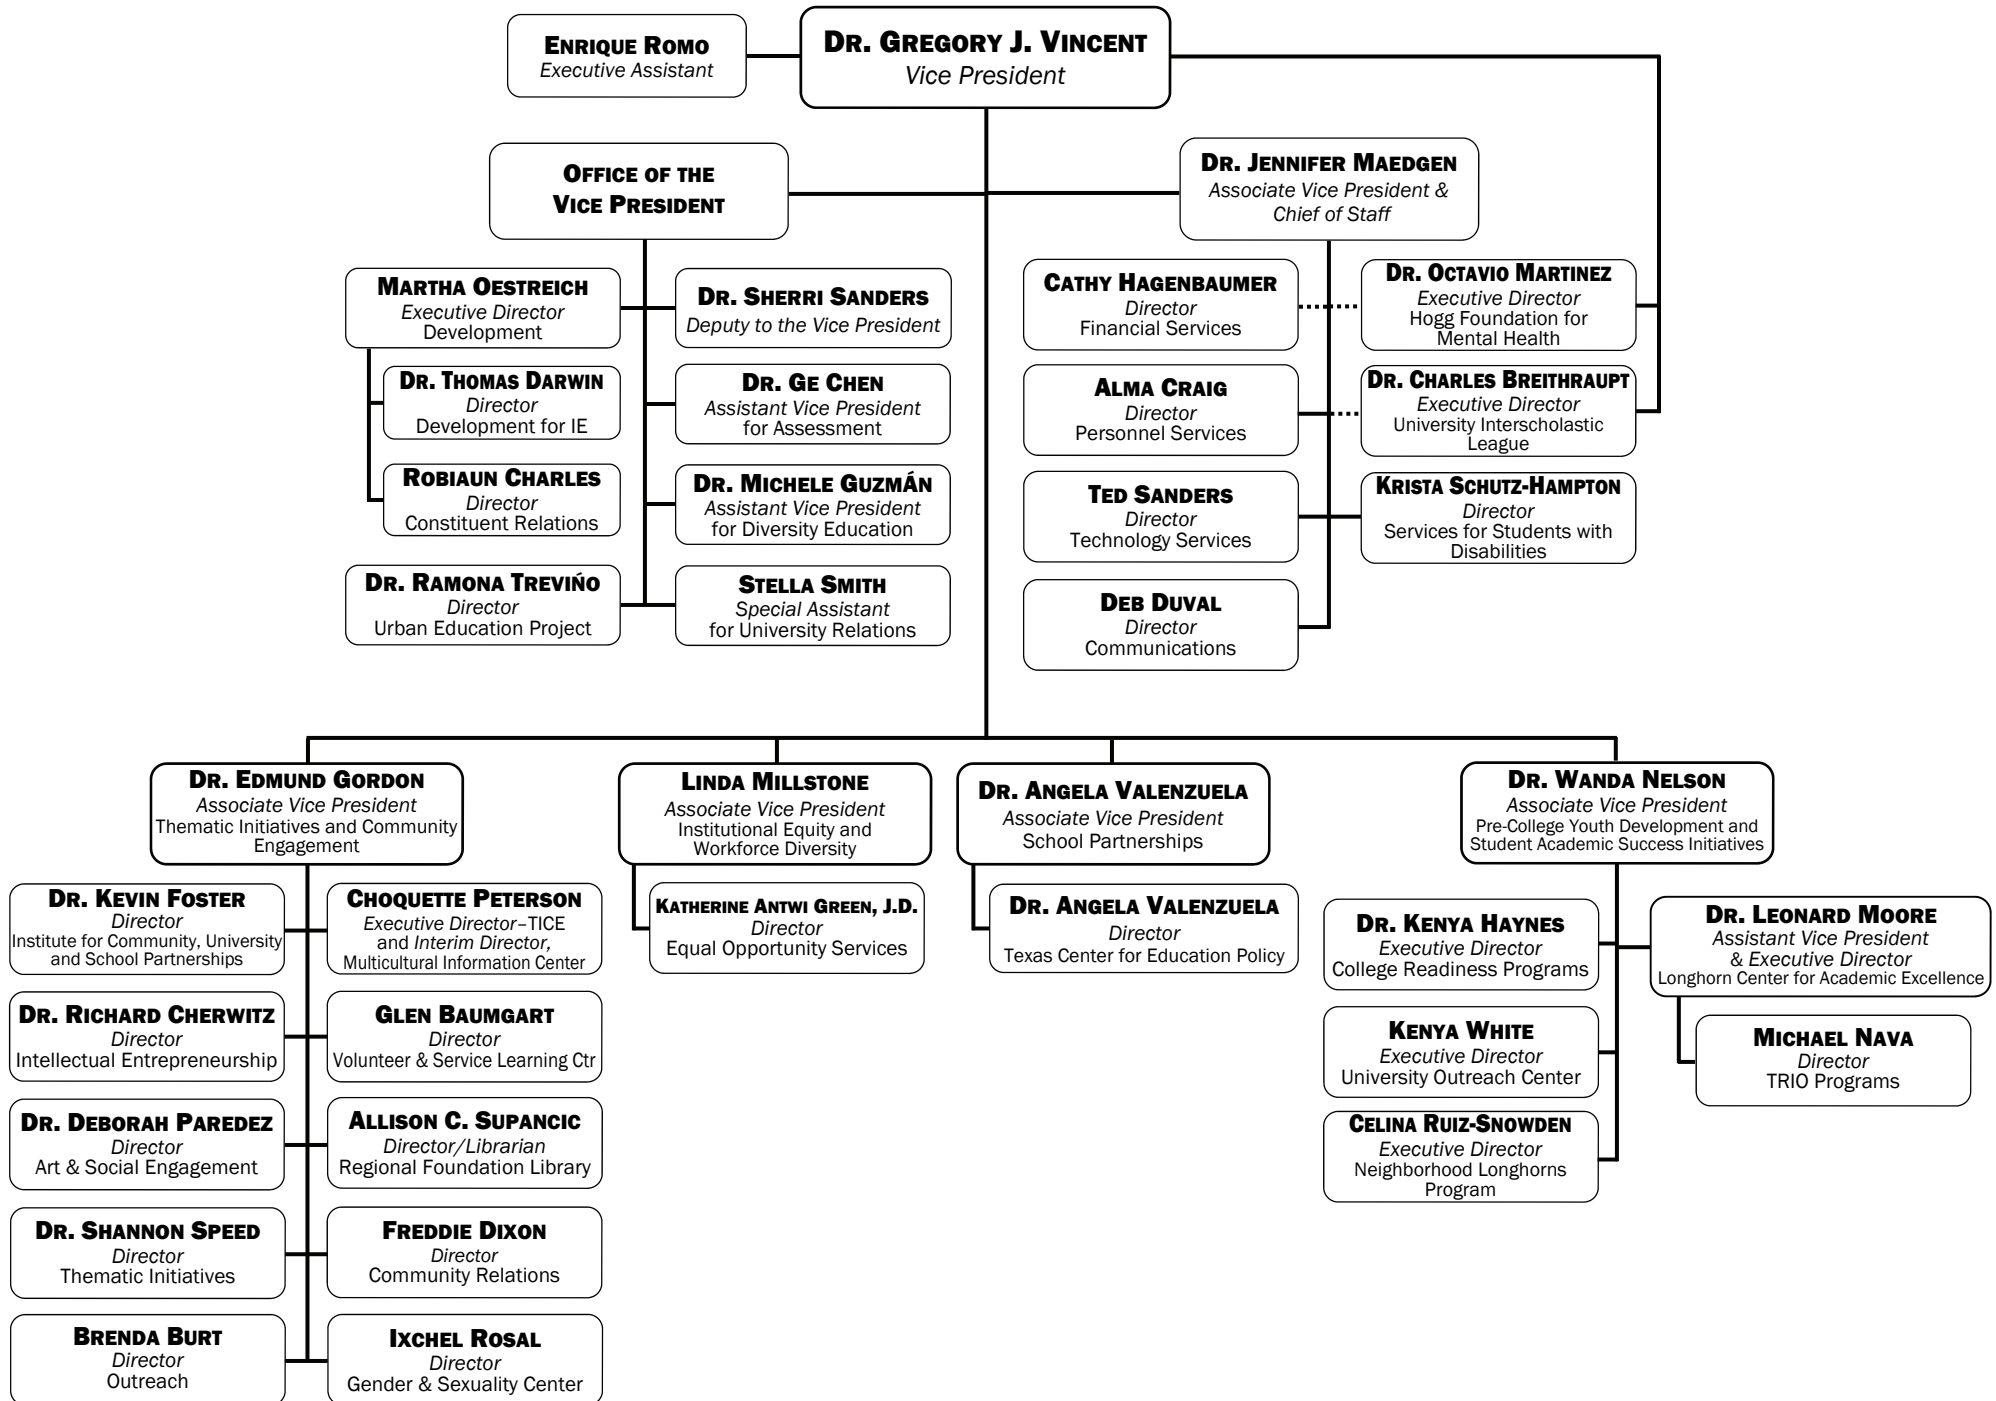 ENRIQUE ROMO
Executive Assistant
DR. GREGORY J. VINCENT
Vice President
OFFICE OF THE
VICE PRESIDENT
DR. JENNIFER MAEDGEN
Associate Vice President &
Chief of Staff
MARTHA OESTREICH
Executive Director
Development
DR. SHERRI SANDERS
Deputy to the Vice President
DR. THOMAS DARWIN
Director
Development for IE
DR. GE CHEN
Assistant Vice President
for Assessment
ROBIAUN CHARLES
Director
Constituent Relations
DR. MICHELE GUZMÁN
Assistant Vice President
for Diversity Education
DR. RAMONA TREVIŃO
Director
Urban Education Project
STELLA SMITH
Special Assistant
for University Relations
CATHY HAGENBAUMER
Director
Financial Services
DR. OCTAVIO MARTINEZ
Executive Director
Hogg Foundation for
Mental Health
ALMA CRAIG
Director
Personnel Services
DR. CHARLES BREITHRAUPT
Executive Director
University Interscholastic
League
TED SANDERS
Director
Technology Services
KRISTA SCHUTZ-HAMPTON
Director
Services for Students with
Disabilities
DEB DUVAL
Director
Communications
DR. EDMUND GORDON
Associate Vice President
Thematic Initiatives and Community
Engagement
DR. KEVIN FOSTER
Director
Institute for Community, University
and School Partnerships
CHOQUETTE PETERSON
Executive Director–TICE
and Interim Director,
Multicultural Information Center
DR. RICHARD CHERWITZ
Director
Intellectual Entrepreneurship
GLEN BAUMGART
Director
Volunteer & Service Learning Ctr
DR. DEBORAH PAREDEZ
Director
Art & Social Engagement
ALLISON C. SUPANCIC
Director/Librarian
Regional Foundation Library
DR. SHANNON SPEED
Director
Thematic Initiatives
FREDDIE DIXON
Director
Community Relations
BRENDA BURT
Director
Outreach
IXCHEL ROSAL
Director
Gender & Sexuality Center
LINDA MILLSTONE
Associate Vice President
Institutional Equity and
Workforce Diversity
KATHERINE ANTWI GREEN, J.D.
Director
Equal Opportunity Services
DR. ANGELA VALENZUELA
Associate Vice President
School Partnerships
DR. ANGELA VALENZUELA
Director
Texas Center for Education Policy
DR. WANDA NELSON
Associate Vice President
Pre-College Youth Development and
Student Academic Success Initiatives
DR. KENYA HAYNES
Executive Director
College Readiness Programs
DR. LEONARD MOORE
Assistant Vice President
& Executive Director
Longhorn Center for Academic Excellence
KENYA WHITE
Executive Director
University Outreach Center
MICHAEL NAVA
Director
TRIO Programs
CELINA RUIZ-SNOWDEN
Executive Director
Neighborhood Longhorns
Program